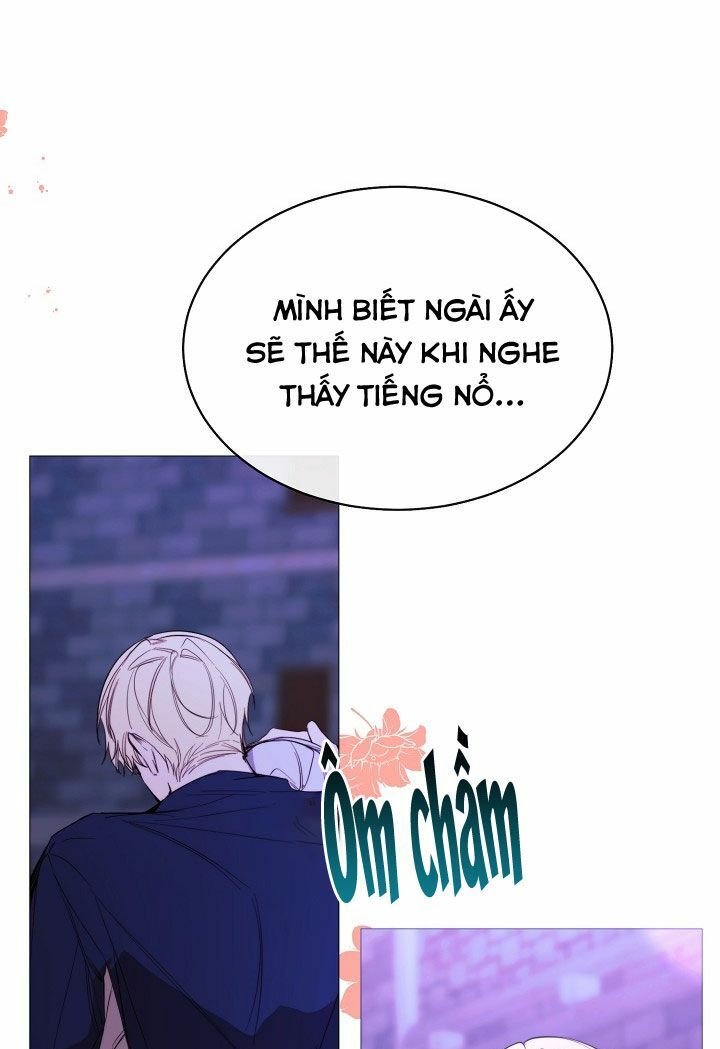 MÌNH BIẾT NGÀI ẤY
SẼ THẾ NÀY KHI NGHE
THẤY TIẾNG NỔ...
Ôm chầm